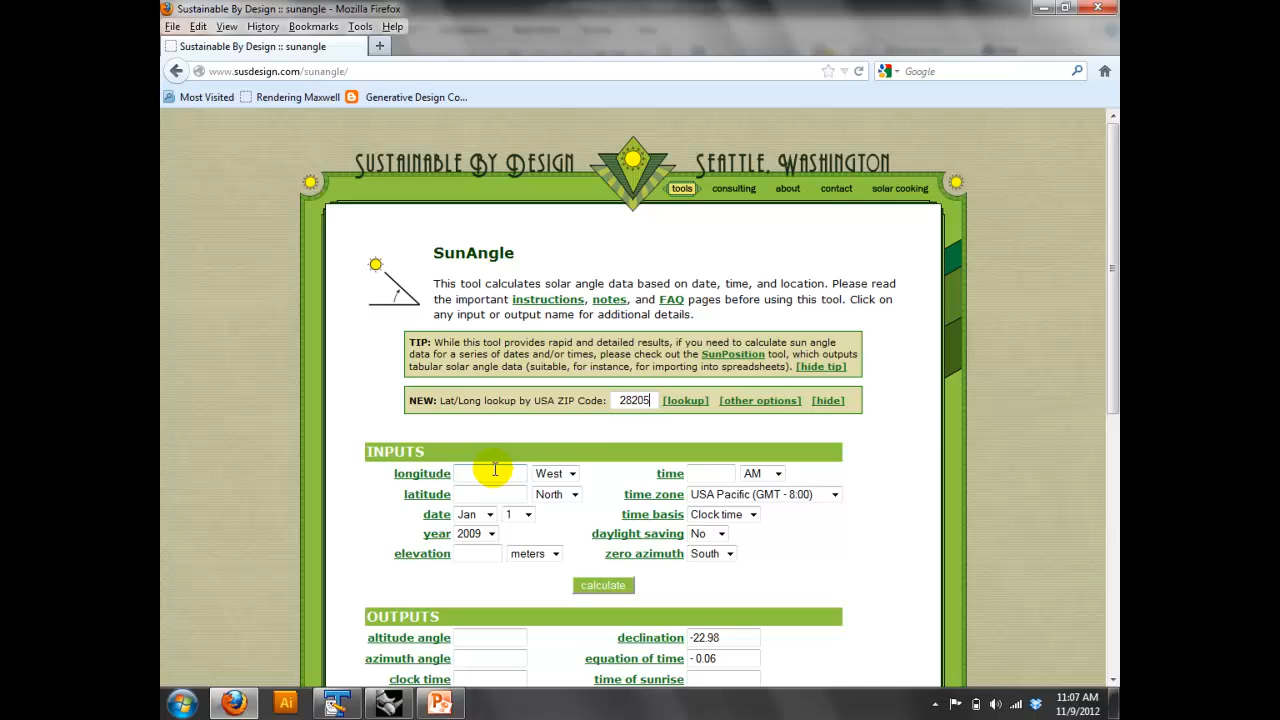 Sustainable By Design :: sunangle - Mozilla Firefox
File Edit View History Bookmarks Tools Help
Sustainable By Design :: sunangle +
www.susdesign.com/sunangle/ Google
Most Visited Rendering Maxwell Generative Design Co...
SUSTAINABLE BY DESIGN SEATTLE, WASHINGTON
tools consulting about contact solar cooking
SunAngle
This tool calculates solar angle data based on date, time, and location. Please read
the important instructions, notes, and FAQ pages before using this tool. Click on
any input or output name for additional details.
TIP: While this tool provides rapid and detailed results, if you need to calculate sun angle
data for a series of dates and/or times, please check out the SunPosition tool, which outputs
tabular solar angle data (suitable, for instance, for importing into spreadsheets). [hide tip]
NEW: Lat/Long lookup by USA ZIP Code: 28205 [lookup] [other options] [hide]
INPUTS
longitude West time AM
latitude North time zone USA Pacific (GMT - 8:00)
date Jan 1 time basis Clock time
year 2009 daylight saving No
elevation meters zero azimuth South
calculate
OUTPUTS
altitude angle declination -22.98
azimuth angle equation of time - 0.06
clock time time of sunrise
Ai
11:07 AM
11/9/2012